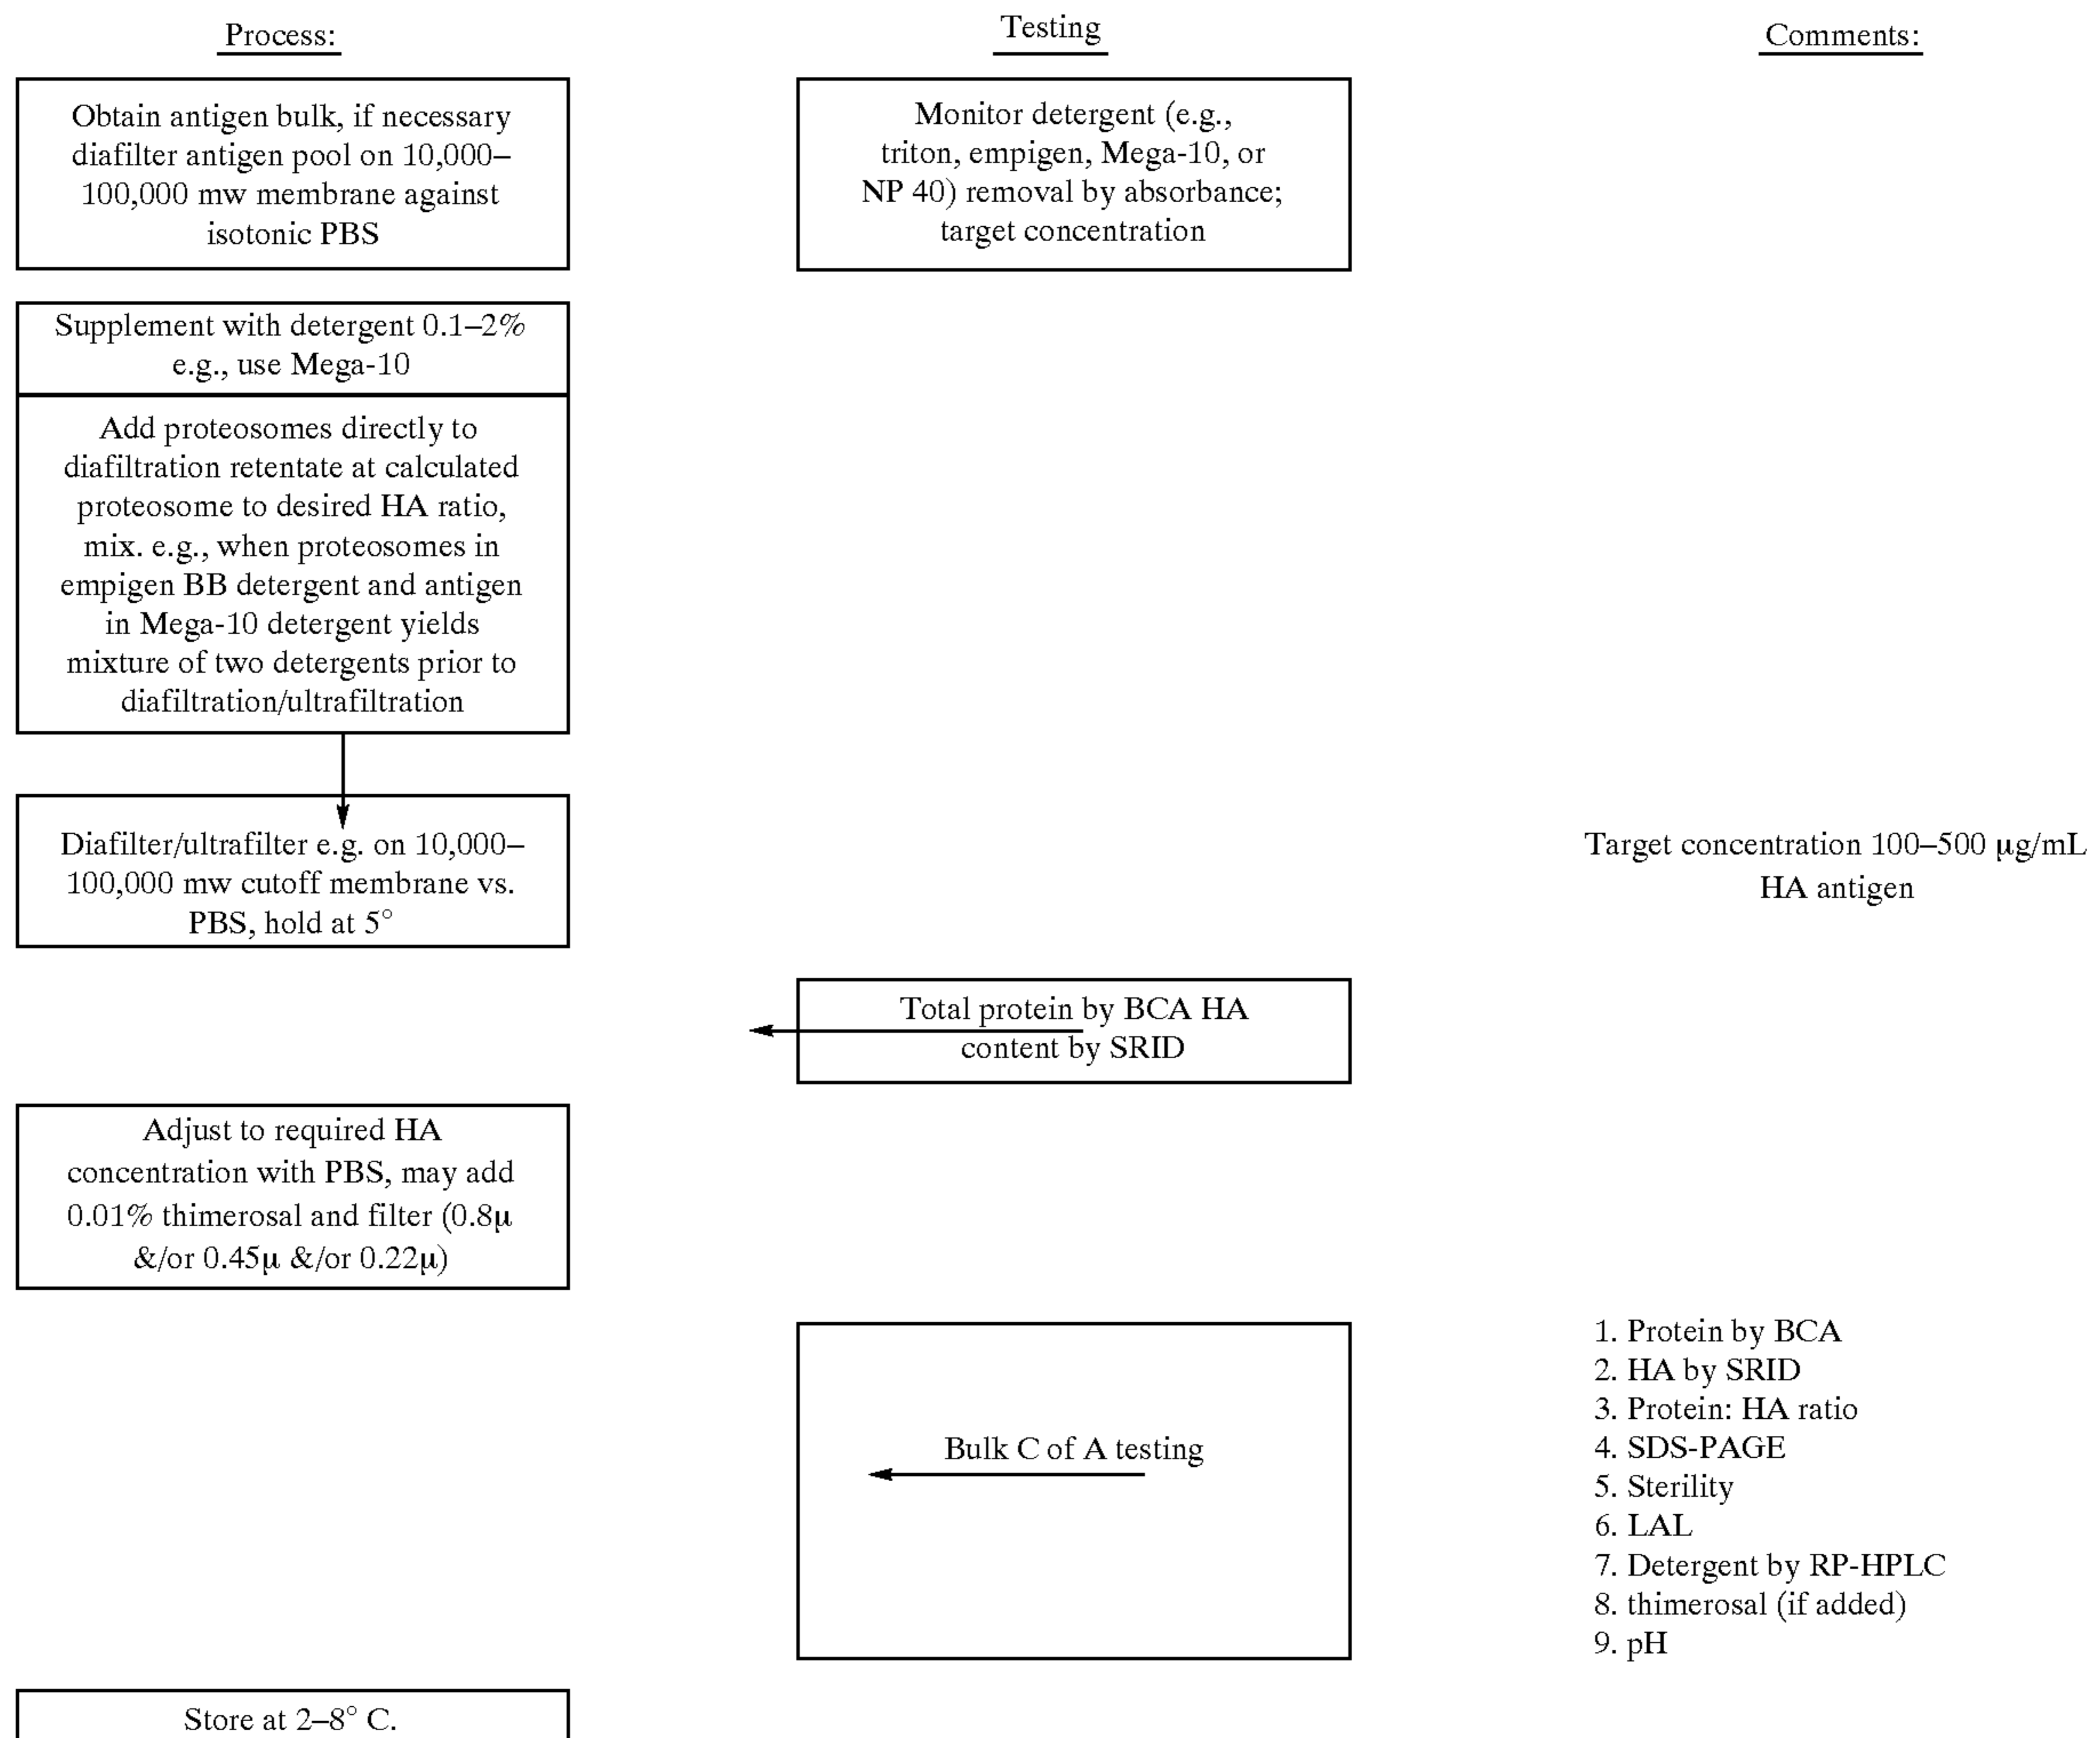 Process:
Testing
Comments:
Obtain antigen bulk, if necessary
diafilter antigen pool on 10,000–
100,000 mw membrane against
isotonic PBS
Monitor detergent (e.g.,
triton, empigen, Mega-10, or
NP 40) removal by absorbance;
target concentration
Supplement with detergent 0.1–2%
e.g., use Mega-10
Add proteosomes directly to
diafiltration retentate at calculated
proteosome to desired HA ratio,
mix. e.g., when proteosomes in
empigen BB detergent and antigen
in Mega-10 detergent yields
mixture of two detergents prior to
diafiltration/ultrafiltration
Diafilter/ultrafilter e.g. on 10,000–
100,000 mw cutoff membrane vs.
PBS, hold at 5°
Target concentration 100–500 μg/mL
HA antigen
Total protein by BCA HA
content by SRID
Adjust to required HA
concentration with PBS, may add
0.01% thimerosal and filter (0.8μ
&/or 0.45μ &/or 0.22μ)
Bulk C of A testing
1. Protein by BCA
2. HA by SRID
3. Protein: HA ratio
4. SDS-PAGE
5. Sterility
6. LAL
7. Detergent by RP-HPLC
8. thimerosal (if added)
9. pH
Store at 2–8° C.